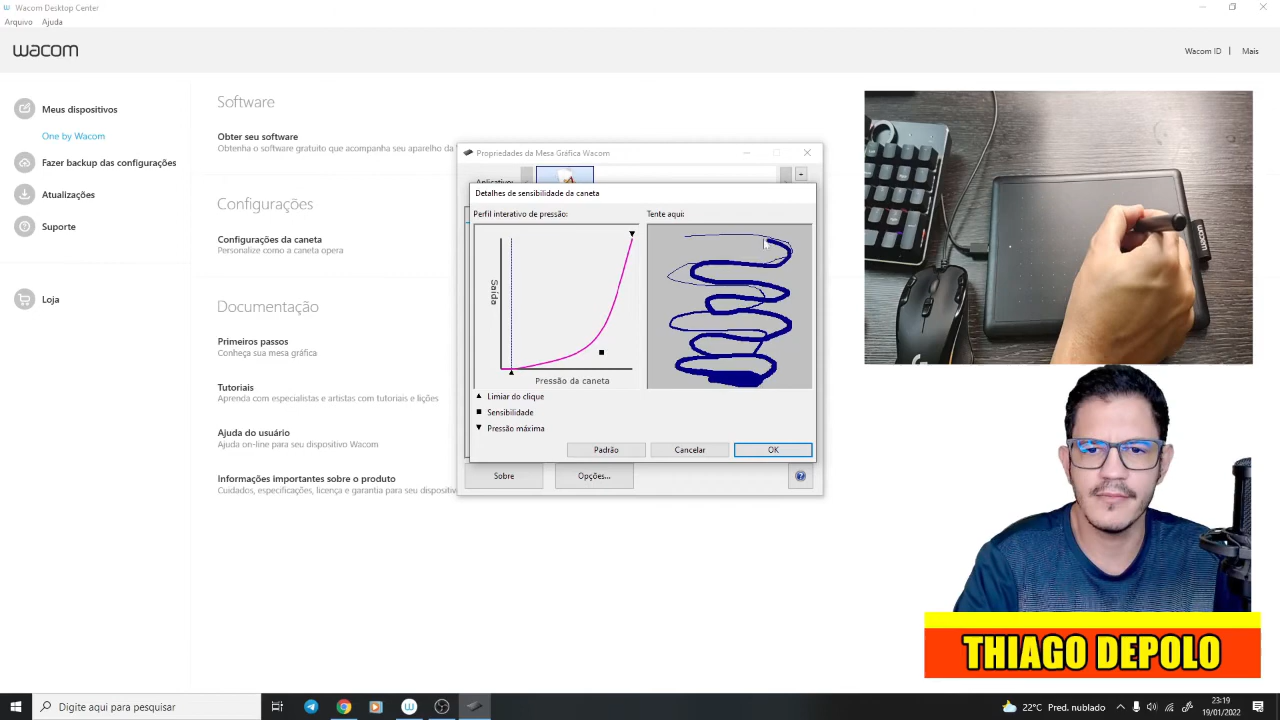 Wacom Desktop Center
Arquivo Ajuda
wacom
Wacom ID | Mais
Meus dispositivos
One by Wacom
Fazer backup das configurações
Atualizações
Suporte
Loja
Software
Obter seu software
Obtenha o software gratuito que acompanha seu aparelho da
Configurações
Configurações da caneta
Personalize como a caneta opera
Documentação
Primeiros passos
Conheça sua mesa gráfica
Tutoriais
Aprenda com especialistas e artistas com tutoriais e lições
Ajuda do usuário
Ajuda on-line para seu dispositivo Wacom
Informações importantes sobre o produto
Cuidados, especificações, licença e garantia para seu dispositiv
Propriedades da Mesa Gráfica Wacom
Detalhes de sensibilidade da caneta
Perfil interativo de pressão:
Tente aqui:
Saída
Pressão da caneta
Limiar do clique
Sensibilidade
Pressão máxima
Padrão
Cancelar
OK
Sobre
Opções...
?
wacom
THIAGO DEPOLO
Digite aqui para pesquisar
22°C Pred. nublado
23:19
19/01/2022